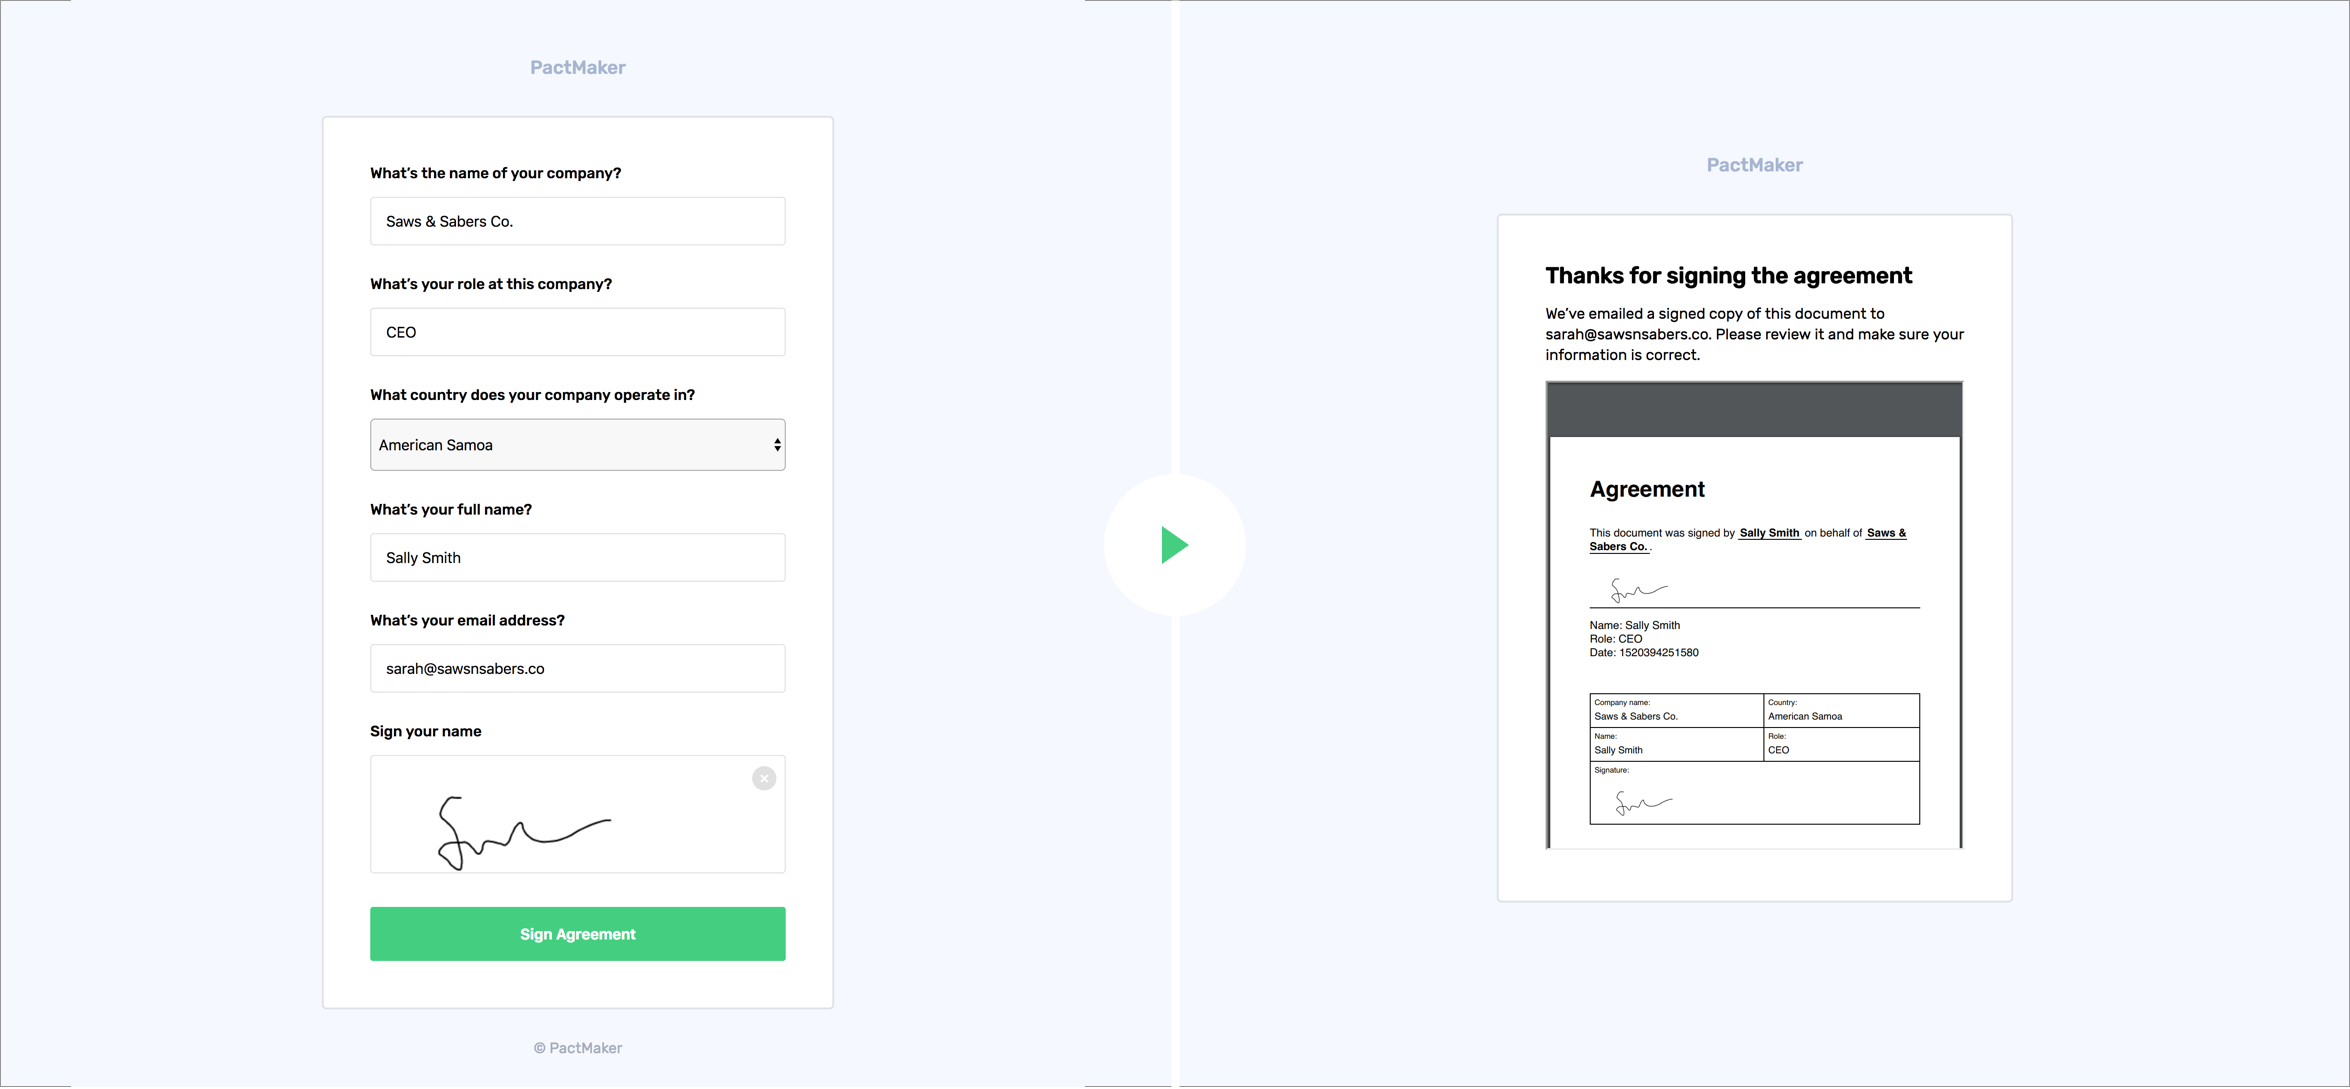 PactMaker
What's the name of your company?
Saws & Sabers Co.
What's your role at this company?
CEO
What country does your company operate in?
American Samoa
What's your full name?
Sally Smith
What's your email address?
sarah@sawsnsabers.co
Sign your name
Sign Agreement
© PactMaker
PactMaker
Thanks for signing the agreement
We've emailed a signed copy of this document to
sarah@sawsnsabers.co. Please review it and make sure your
information is correct.
Agreement
This document was signed by Sally Smith on behalf of Saws &
Sabers Co. .
Name: Sally Smith
Role: CEO
Date: 1520394251580
Company name:
Saws & Sabers Co.
Country:
American Samoa
Name:
Sally Smith
Role:
CEO
Signature: